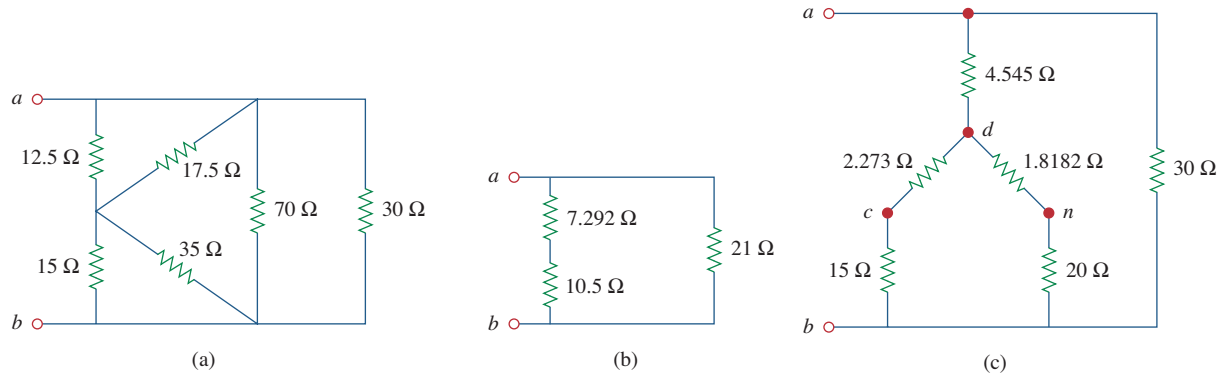 a
12.5 Ω
17.5 Ω
70 Ω
30 Ω
35 Ω
15 Ω
b
(a)
a
7.292 Ω
21 Ω
10.5 Ω
b
(b)
a
4.545 Ω
d
2.273 Ω
1.8182 Ω
30 Ω
c
n
15 Ω
20 Ω
b
(c)